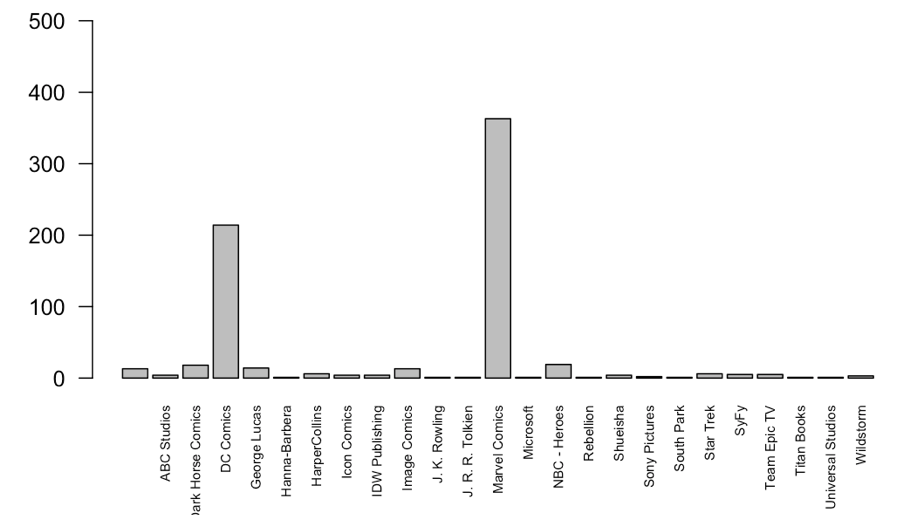 500
400
300
200
100
0
ABC Studios
Dark Horse Comics
DC Comics
George Lucas
Hanna-Barbera
HarperCollins
Icon Comics
IDW Publishing
Image Comics
J. K. Rowling
J. R. R. Tolkien
Marvel Comics
Microsoft
NBC - Heroes
Rebellion
Shueisha
Sony Pictures
South Park
Star Trek
SyFy
Team Epic TV
Titan Books
Universal Studios
Wildstorm